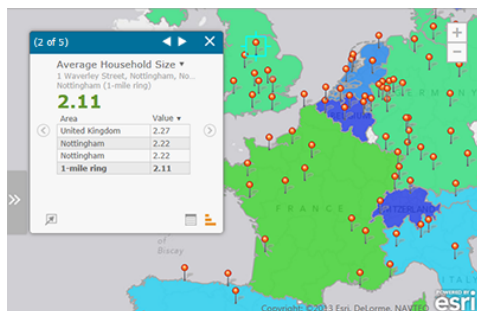 (2 of 5)
Average Household Size ▾
1 Waverley Street, Nottingham, No...
Nottingham (1-mile ring)
2.11
Area Value ▾
United Kingdom 2.27
Nottingham 2.22
Nottingham 2.22
1-mile ring 2.11
FRANCE
of
Biscay
Copyright: ©2013 Esri, DeLorme, NAVTEQ
POWERED BY
esri